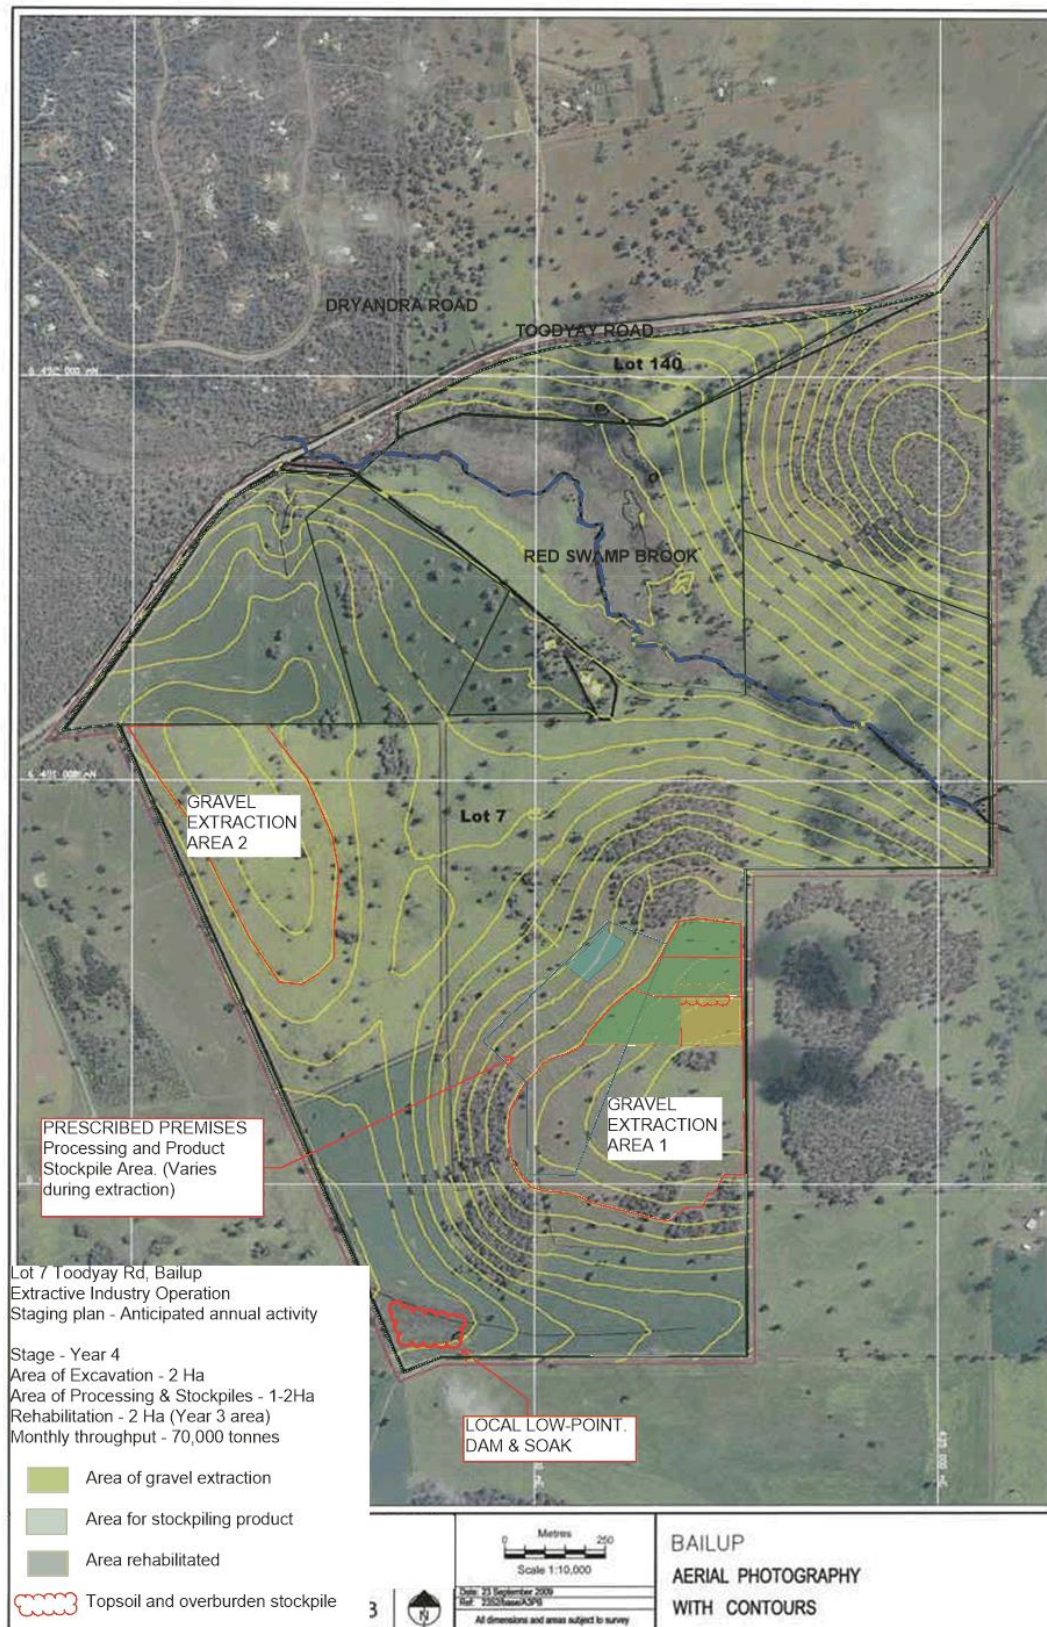 DRYANDRA ROAD
TOODYAY ROAD
Lot 140
RED SWAMP BROOK
GRAVEL
EXTRACTION
AREA 2
Lot 7
GRAVEL
EXTRACTION
AREA 1
PRESCRIBED PREMISES
Processing and Product
Stockpile Area. (Varies
during extraction)
Lot 7 Toodyay Rd, Bailup
Extractive Industry Operation
Staging plan - Anticipated annual activity
Stage - Year 4
Area of Excavation - 2 Ha
Area of Processing & Stockpiles - 1-2Ha
Rehabilitation - 2 Ha (Year 3 area)
Monthly throughput - 70,000 tonnes
LOCAL LOW-POINT.
DAM & SOAK
Area of gravel extraction
Area for stockpiling product
Area rehabilitated
Topsoil and overburden stockpile
N
Metres
0 250
Scale 1:10,000
Date: 23 September 2009
All dimensions and areas subject to survey
BAILUP
AERIAL PHOTOGRAPHY
WITH CONTOURS